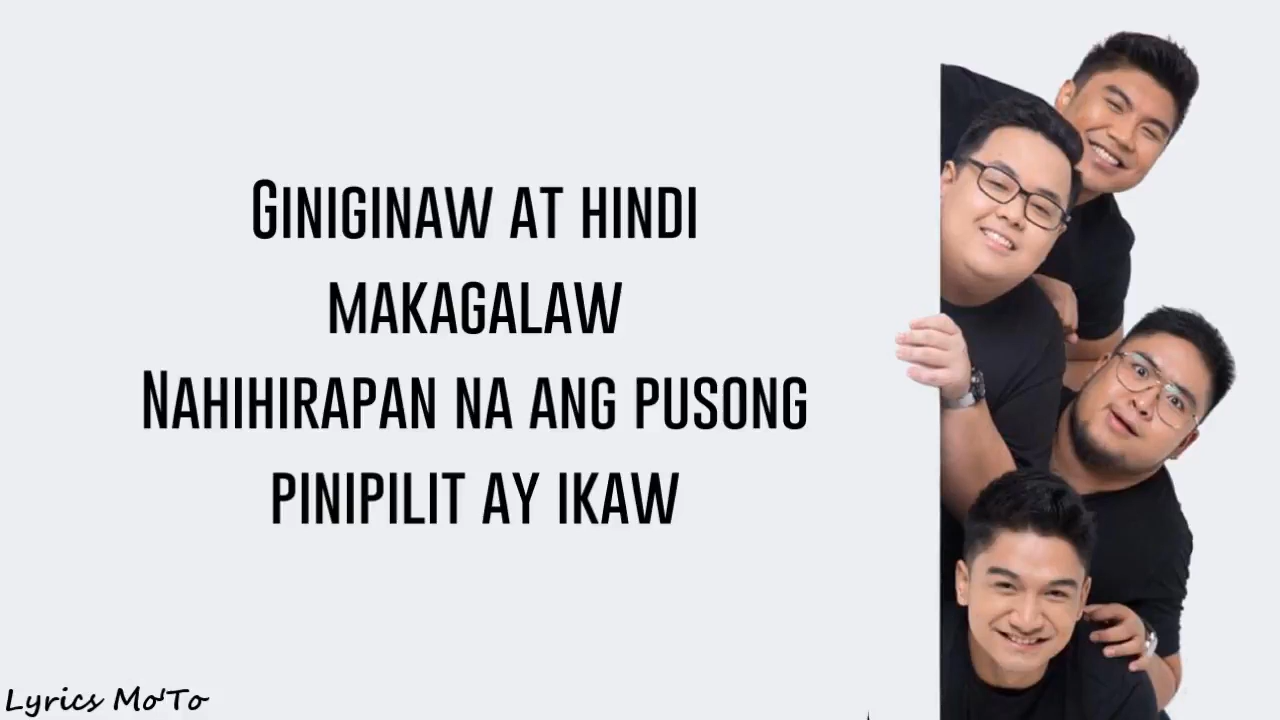 Giniginaw at hindi
makagalaw
Nahihirapan na ang pusong
pinipilit ay ikaw
Lyrics Mo'To